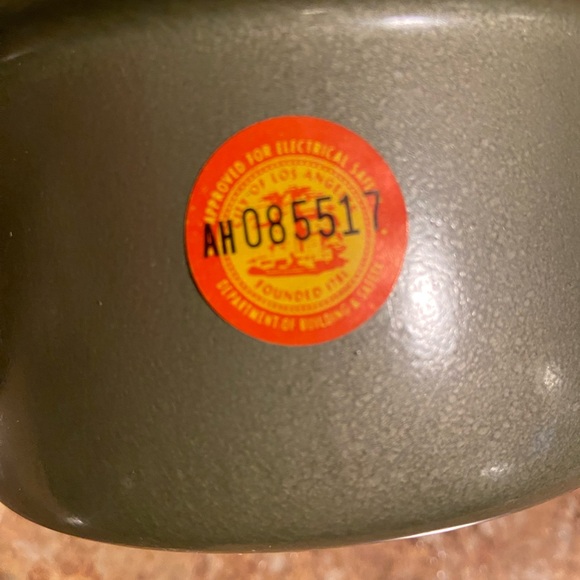 APPROVED FOR ELECTRICAL SAFETY
CITY OF LOS ANGELES
AH085517
FOUNDED 1781
DEPARTMENT OF BUILDING & SAFETY